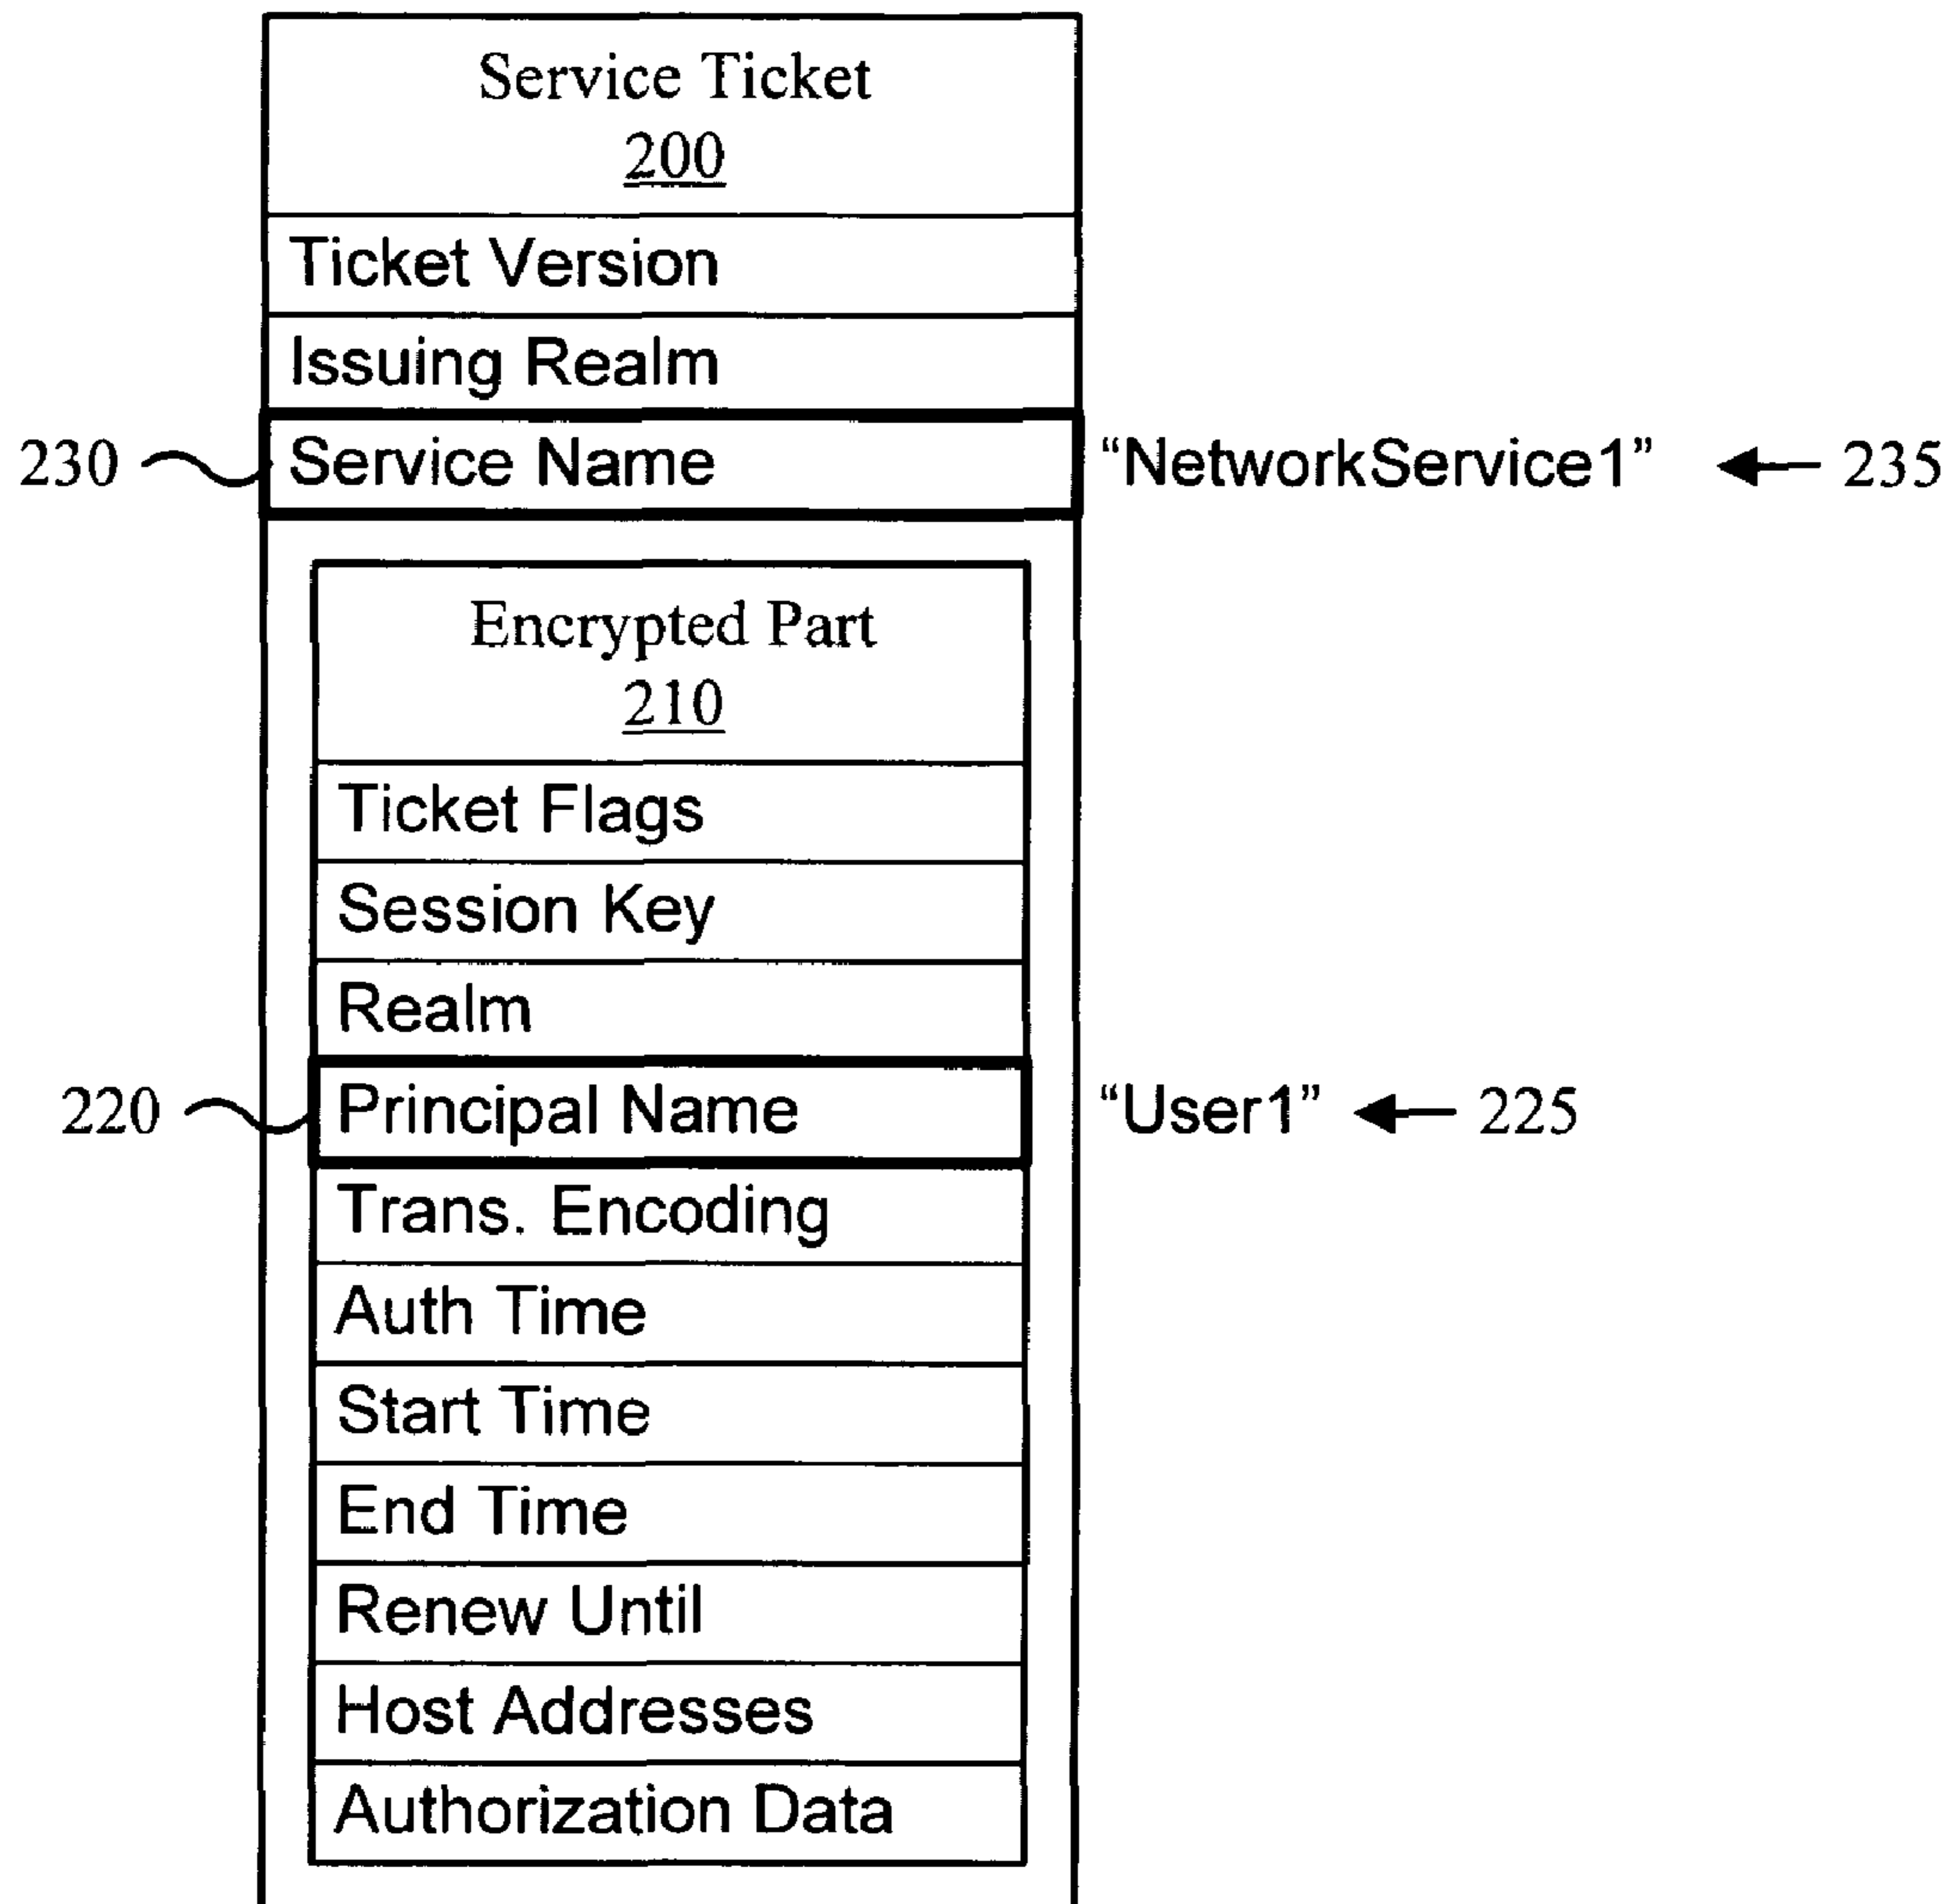 Service Ticket
200
Ticket Version
Issuing Realm
230 Service Name “NetworkService1” 235
Encrypted Part
210
Ticket Flags
Session Key
Realm
220 Principal Name “User1” 225
Trans. Encoding
Auth Time
Start Time
End Time
Renew Until
Host Addresses
Authorization Data